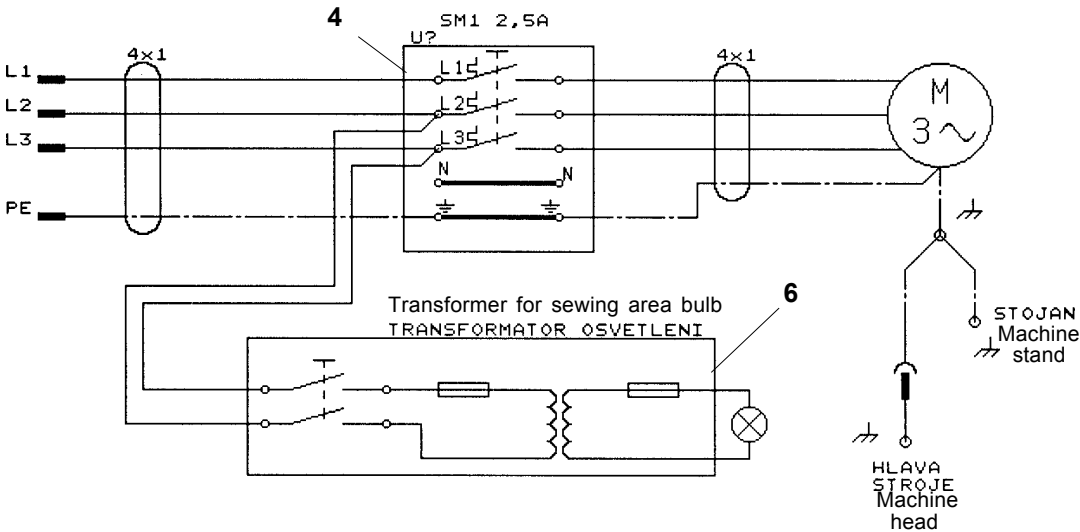 4
SM1 2,5A
U?
4x1
4x1
L1
L1
M
L2
L2
3
L3
L3
N
N
PE
Transformer for sewing area bulb
6
TRANSFORMATOR OSVETLENI
STOJAN
Machine
stand
HLAVA
STROJE
Machine
head